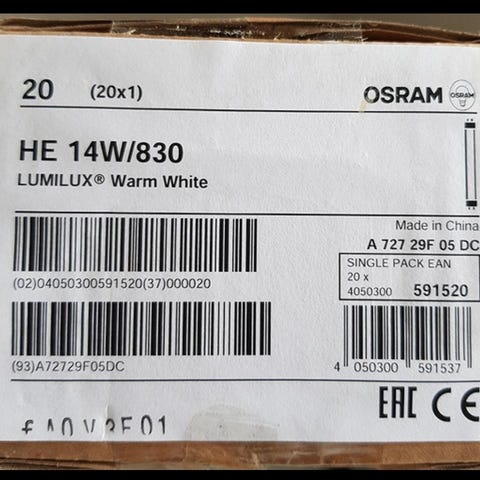 20 (20x1) OSRAM OSRAM
HE 14W/830
LUMILUX® Warm White
Made in China
A 727 29F 05 DC
SINGLE PACK EAN
20 x
4050300 591520
(02)04050300591520(37)000020
(93)A72729F05DC
4 050300 591537
EAC CE